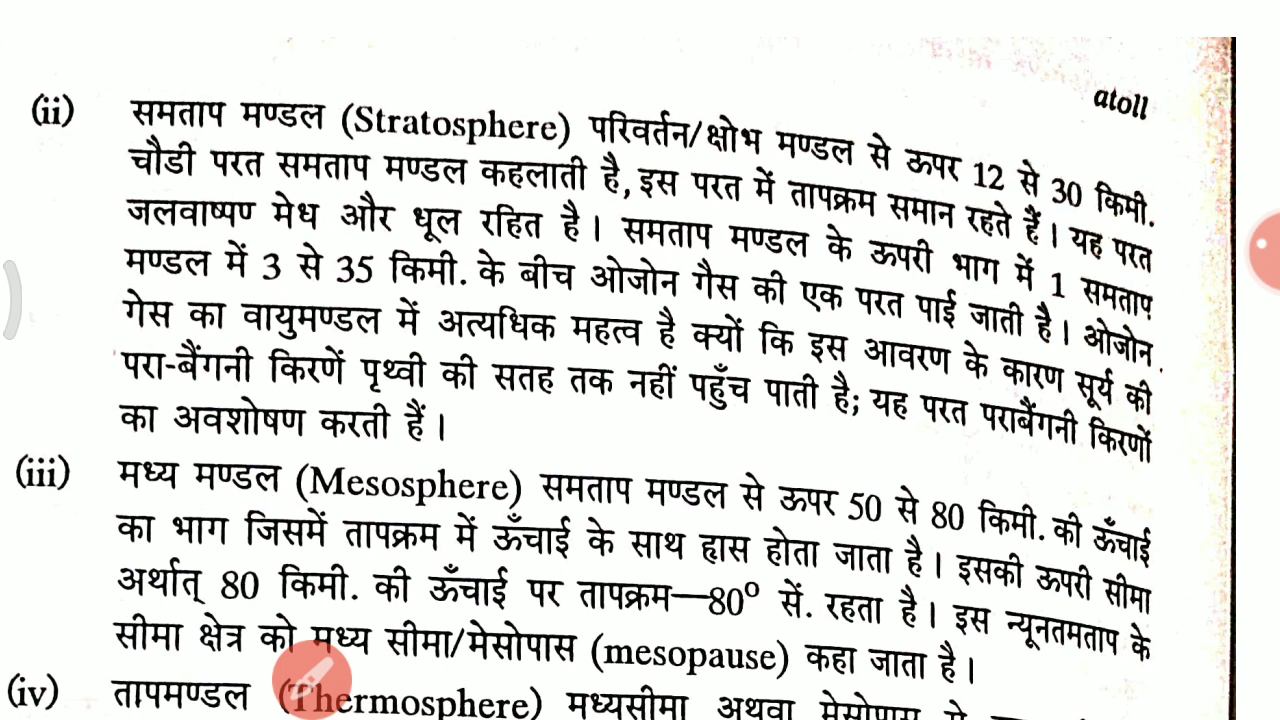 atoll
(ii) समताप मण्डल (Stratosphere) परिवर्तन/क्षोभ मण्डल से ऊपर 12 से 30 किमी.
चौडी परत समताप मण्डल कहलाती है, इस परत में तापक्रम समान रहते हैं। यह परत
जलवाष्पण मेध और धूल रहित है। समताप मण्डल के ऊपरी भाग में 1 समताप
मण्डल में 3 से 35 किमी. के बीच ओजोन गैस की एक परत पाई जाती है। ओजोन
गेस का वायुमण्डल में अत्यधिक महत्व है क्यों कि इस आवरण के कारण सूर्य की
परा-बैंगनी किरणें पृथ्वी की सतह तक नहीं पहुँच पाती है; यह परत पराबैंगनी किरणों
का अवशोषण करती हैं।
(iii) मध्य मण्डल (Mesosphere) समताप मण्डल से ऊपर 50 से 80 किमी. की ऊँचाई
का भाग जिसमें तापक्रम में ऊँचाई के साथ हृास होता जाता है। इसकी ऊपरी सीमा
अर्थात् 80 किमी. की ऊँचाई पर तापक्रम—80° सें. रहता है। इस न्यूनतमताप के
सीमा क्षेत्र को मध्य सीमा/मेसोपास (mesopause) कहा जाता है।
(iv) तापमण्डल (Thermosphere) मध्यसीमा अथवा मेसोपास से